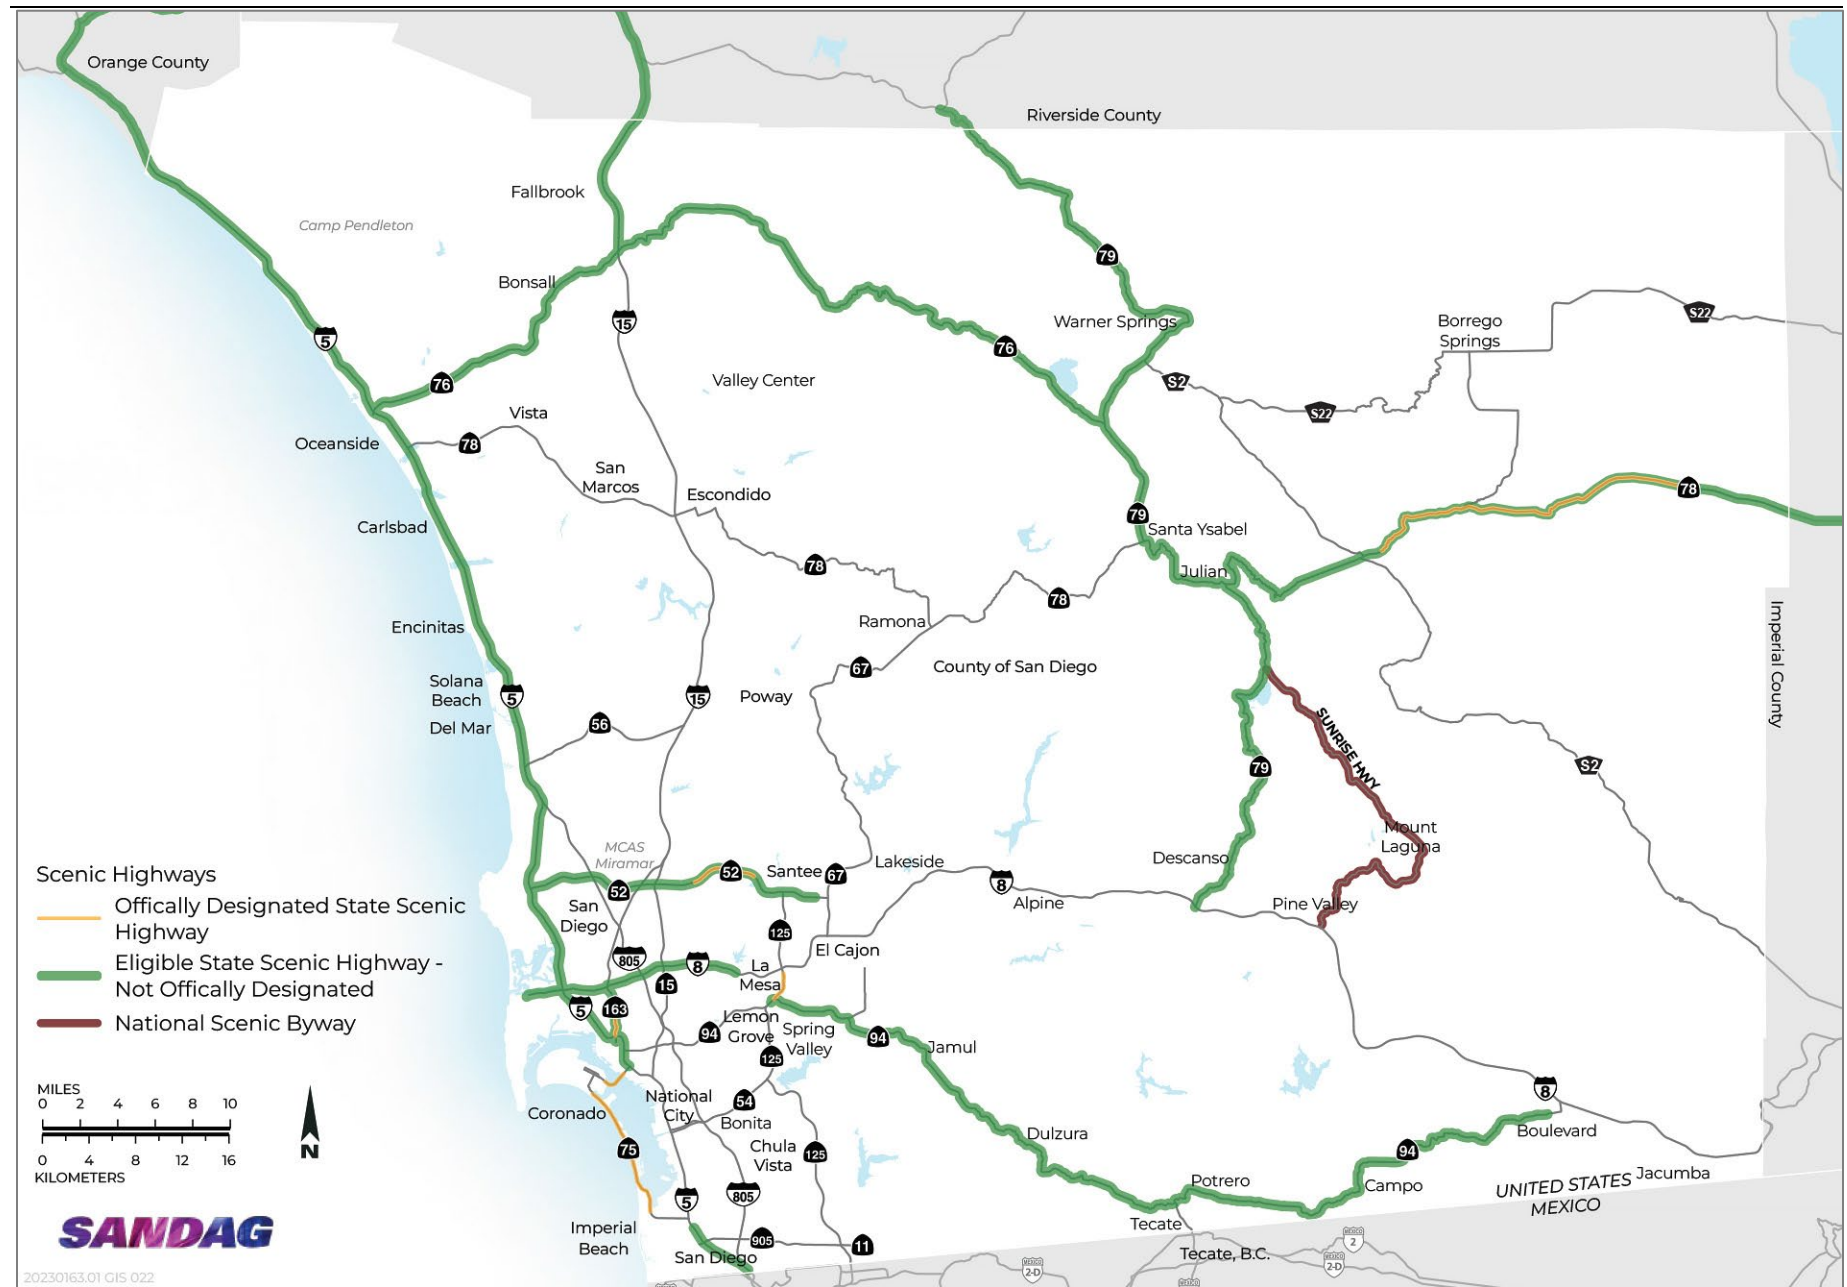 Orange County
Riverside County
Fallbrook
Camp Pendleton
79
Bonsall
S22
15
Warner Springs
Borrego
Springs
5
76
76
Valley Center
S2
S22
Vista
Oceanside
78
San
Marcos
Escondido
78
79
Carlsbad
Santa Ysabel
78
Julian
78
Ramona
Encinitas
Imperial County
67
County of San Diego
Solana
Beach
5
15
Poway
56
Del Mar
SUNRISE HWY
79
S2
Mount
Laguna
MCAS
Miramar
Scenic Highways
Offically Designated State Scenic
Highway
Eligible State Scenic Highway -
Not Offically Designated
National Scenic Byway
52
52
Santee
67
Lakeside
Descanso
8
Alpine
Pine Valley
San
Diego
125
805
8
El Cajon
La
Mesa
15
5
163
Lemon
Grove
94
Spring
Valley
94
Jamul
125
MILES
0 2 4 6 8 10
0 4 8 12 16
KILOMETERS
N
National
City
Coronado
54
Bonita
8
Boulevard
Dulzura
75
Chula
Vista
125
94
Potrero
Campo
Jacumba
UNITED STATES
MEXICO
5
805
Tecate
Imperial
Beach
905
11
San Diego
Tecate, B.C.
2
2-D
2-D
SANDAG
20230163.01 GIS 022